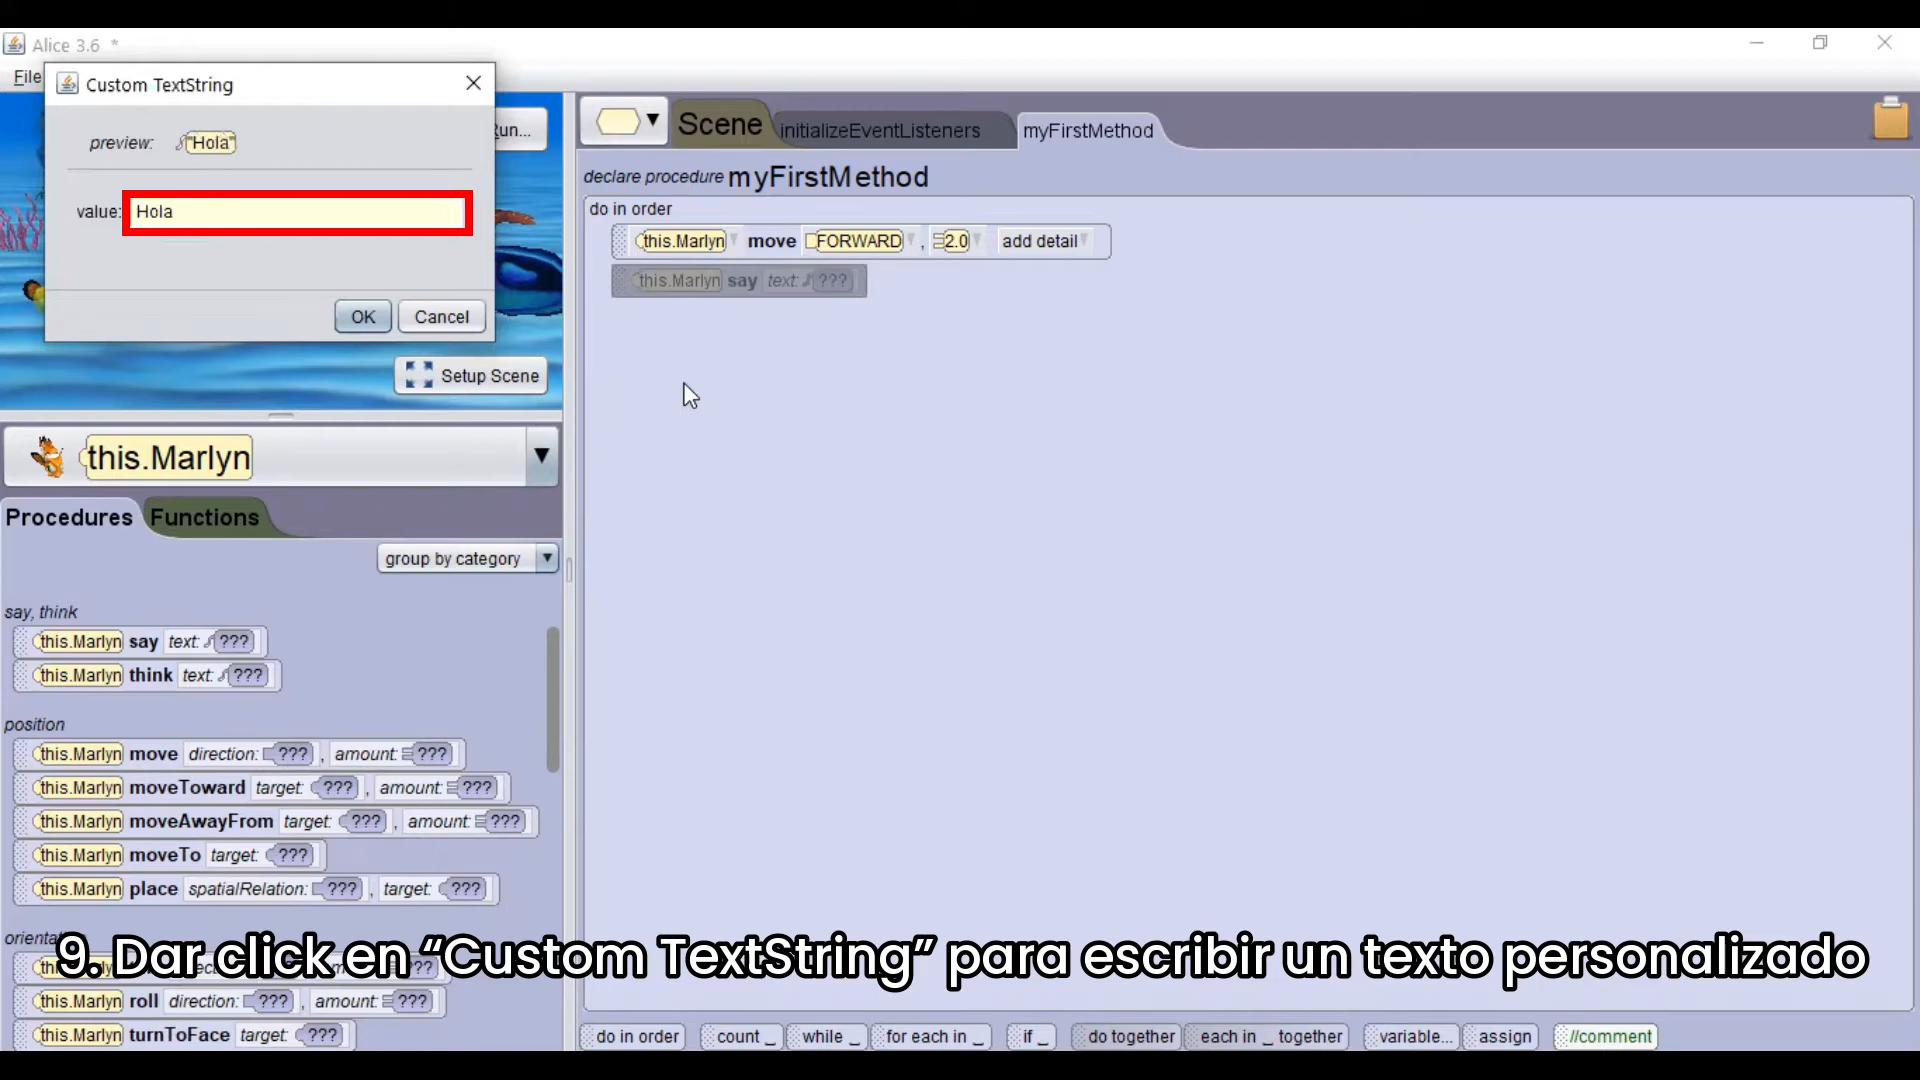 Alice 3.6 *
File
Custom TextString
preview: "Hola"
value: Hola
OK Cancel
Setup Scene
this.Marlyn
Procedures Functions
group by category
say, think
this.Marlyn say text: ???
this.Marlyn think text: ???
position
this.Marlyn move direction: ???, amount: ???
this.Marlyn moveToward target: ???, amount: ???
this.Marlyn moveAwayFrom target: ???, amount: ???
this.Marlyn moveTo target: ???
this.Marlyn place spatialRelation: ???, target: ???
this.Marlyn roll direction: ???, amount: ???
this.Marlyn turnToFace target: ???
Scene initializeEventListeners myFirstMethod
declare procedure myFirstMethod
do in order
this.Marlyn move FORWARD, 2.0 add detail
this.Marlyn say text: ???
9. Dar click en “Custom TextString” para escribir un texto personalizado
do in order count _ while _ for each in _ if _ do together each in _ together variable... assign //comment